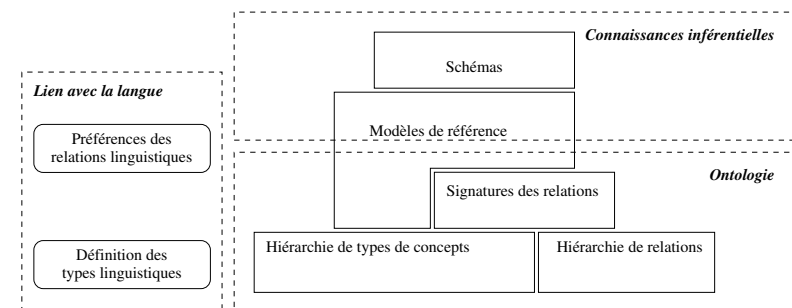 Connaissances inférentielles
Schémas
Lien avec la langue
Modèles de référence
Préférences des
relations linguistiques
Ontologie
Signatures des relations
Définition des
types linguistiques
Hiérarchie de types de concepts
Hiérarchie de relations